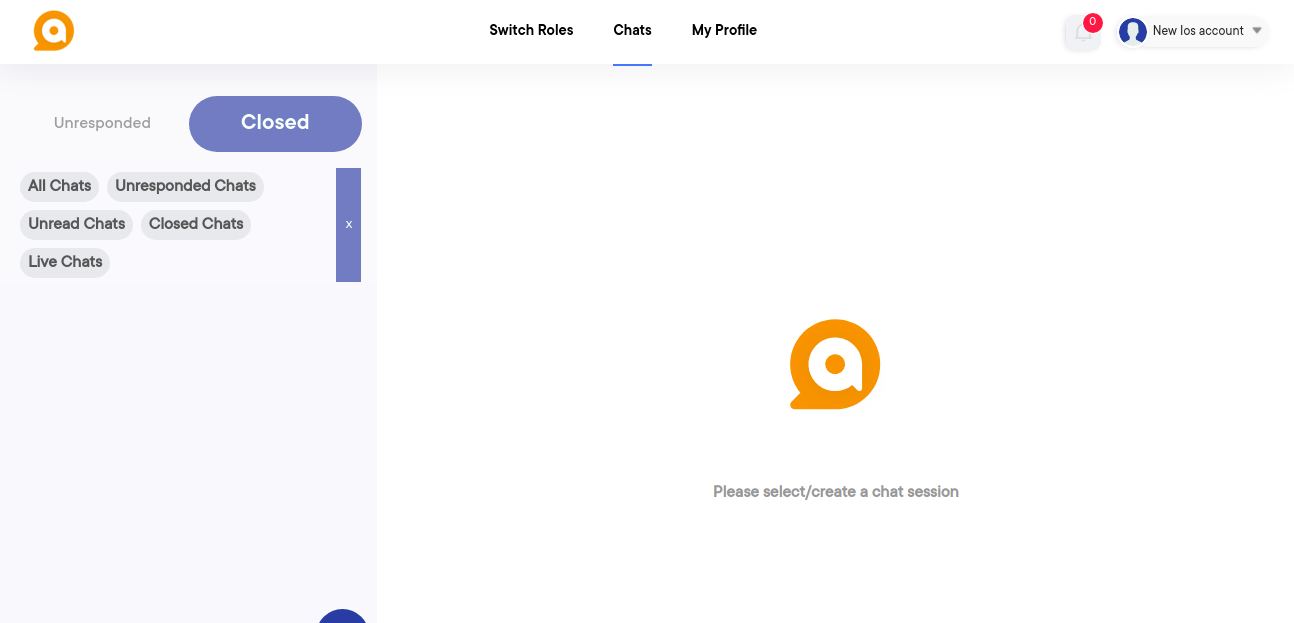 Switch Roles Chats My Profile 0 New Ios account
Unresponded Closed
All Chats Unresponded Chats
Unread Chats Closed Chats x
Live Chats
Please select/create a chat session